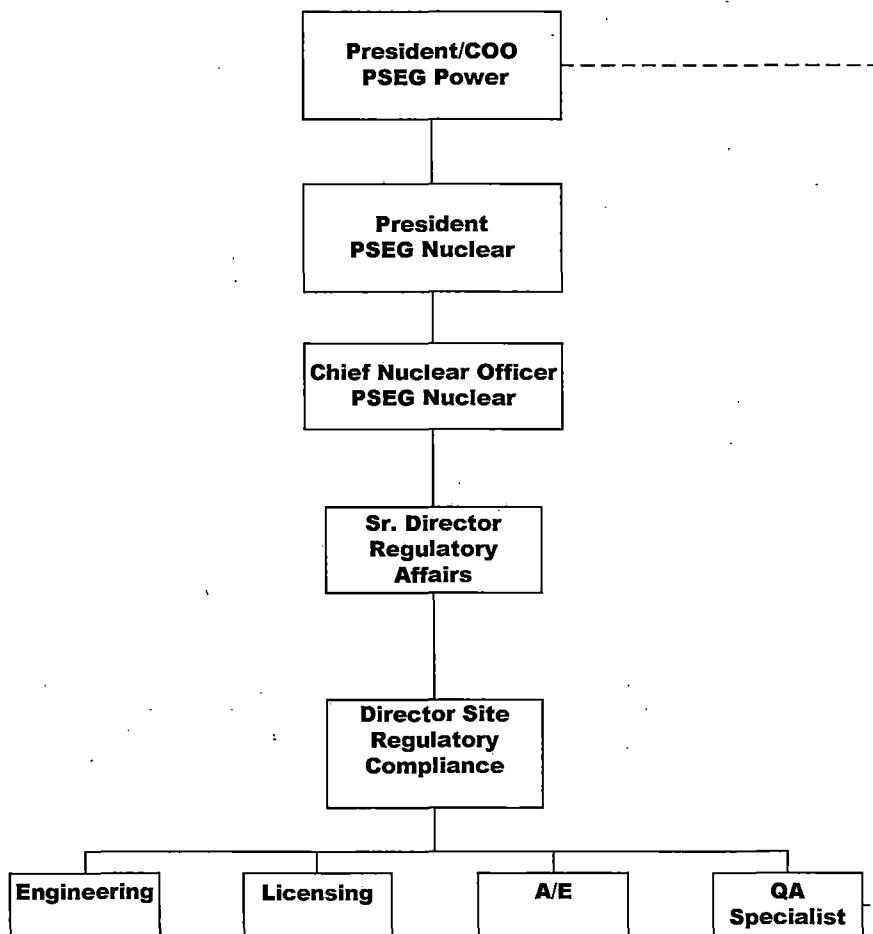 President/COO
PSEG Power
President
PSEG Nuclear
Chief Nuclear Officer
PSEG Nuclear
Sr. Director
Regulatory
Affairs
Director Site
Regulatory
Compliance
Engineering
Licensing
A/E
QA
Specialist